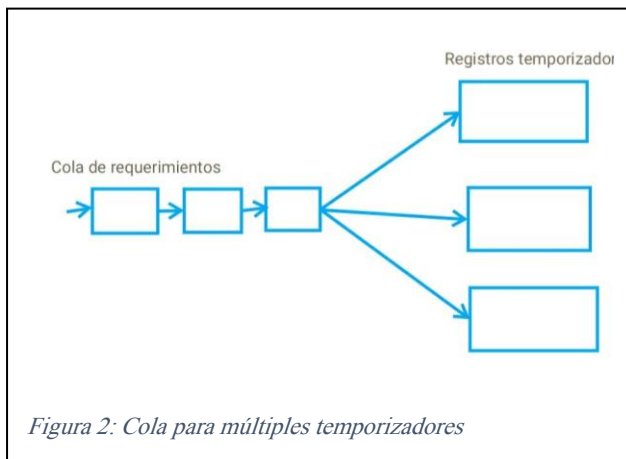 Registros temporizador
Cola de requerimientos
Figura 2: Cola para múltiples temporizadores